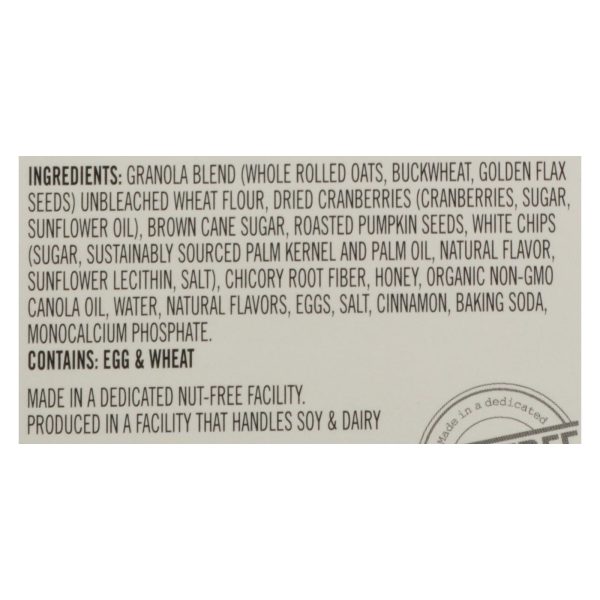 INGREDIENTS: GRANOLA BLEND (WHOLE ROLLED OATS, BUCKWHEAT, GOLDEN FLAX
SEEDS) UNBLEACHED WHEAT FLOUR, DRIED CRANBERRIES (CRANBERRIES, SUGAR,
SUNFLOWER OIL), BROWN CANE SUGAR, ROASTED PUMPKIN SEEDS, WHITE CHIPS
(SUGAR, SUSTAINABLY SOURCED PALM KERNEL AND PALM OIL, NATURAL FLAVOR,
SUNFLOWER LECITHIN, SALT), CHICORY ROOT FIBER, HONEY, ORGANIC NON-GMO
CANOLA OIL, WATER, NATURAL FLAVORS, EGGS, SALT, CINNAMON, BAKING SODA,
MONOCALCIUM PHOSPHATE.
CONTAINS: EGG & WHEAT
MADE IN A DEDICATED NUT-FREE FACILITY.
PRODUCED IN A FACILITY THAT HANDLES SOY & DAIRY
Made in a dedicated